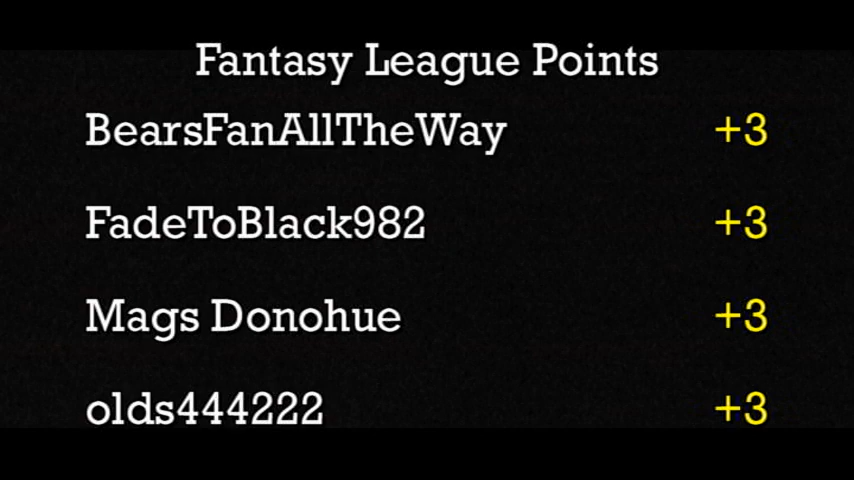 Fantasy League Points
BearsFanAllTheWay +3
FadeToBlack982 +3
Mags Donohue +3
olds444222 +3